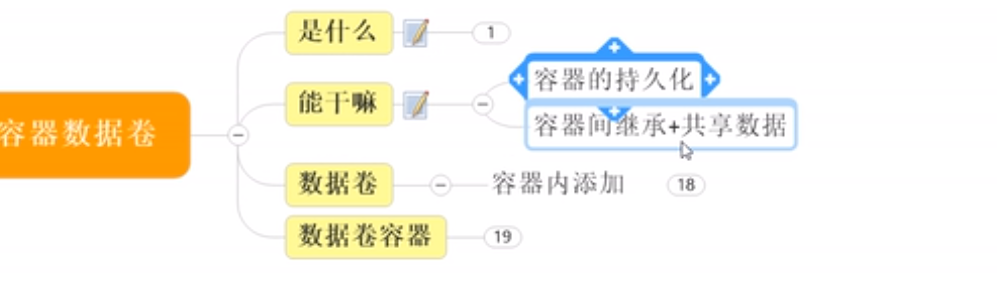 是什么
1
容器的持久化
能干嘛
容器间继承+共享数据
容器数据卷
数据卷
容器内添加
18
数据卷容器
19